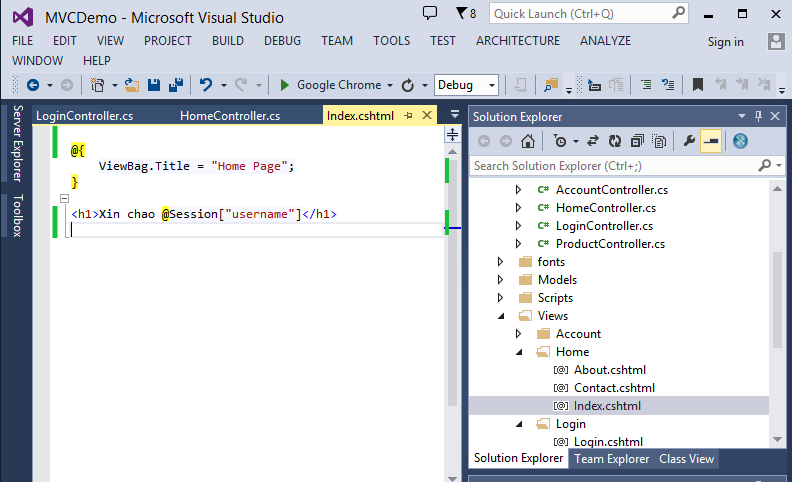 MVCDemo - Microsoft Visual Studio
8
Quick Launch (Ctrl+Q)
FILE EDIT VIEW PROJECT BUILD DEBUG TEAM TOOLS TEST ARCHITECTURE ANALYZE
Sign in
WINDOW HELP
Google Chrome
Debug
Server Explorer
Toolbox
LoginController.cs HomeController.cs Index.cshtml
@{
ViewBag.Title = "Home Page";
}
<h1>Xin chao @Session["username"]</h1>
Solution Explorer
Search Solution Explorer (Ctrl+;)
C# AccountController.cs
C# HomeController.cs
C# LoginController.cs
C# ProductController.cs
fonts
Models
Scripts
Views
Account
Home
[@] About.cshtml
[@] Contact.cshtml
[@] Index.cshtml
Login
[@] Login.cshtml
Solution Explorer Team Explorer Class View